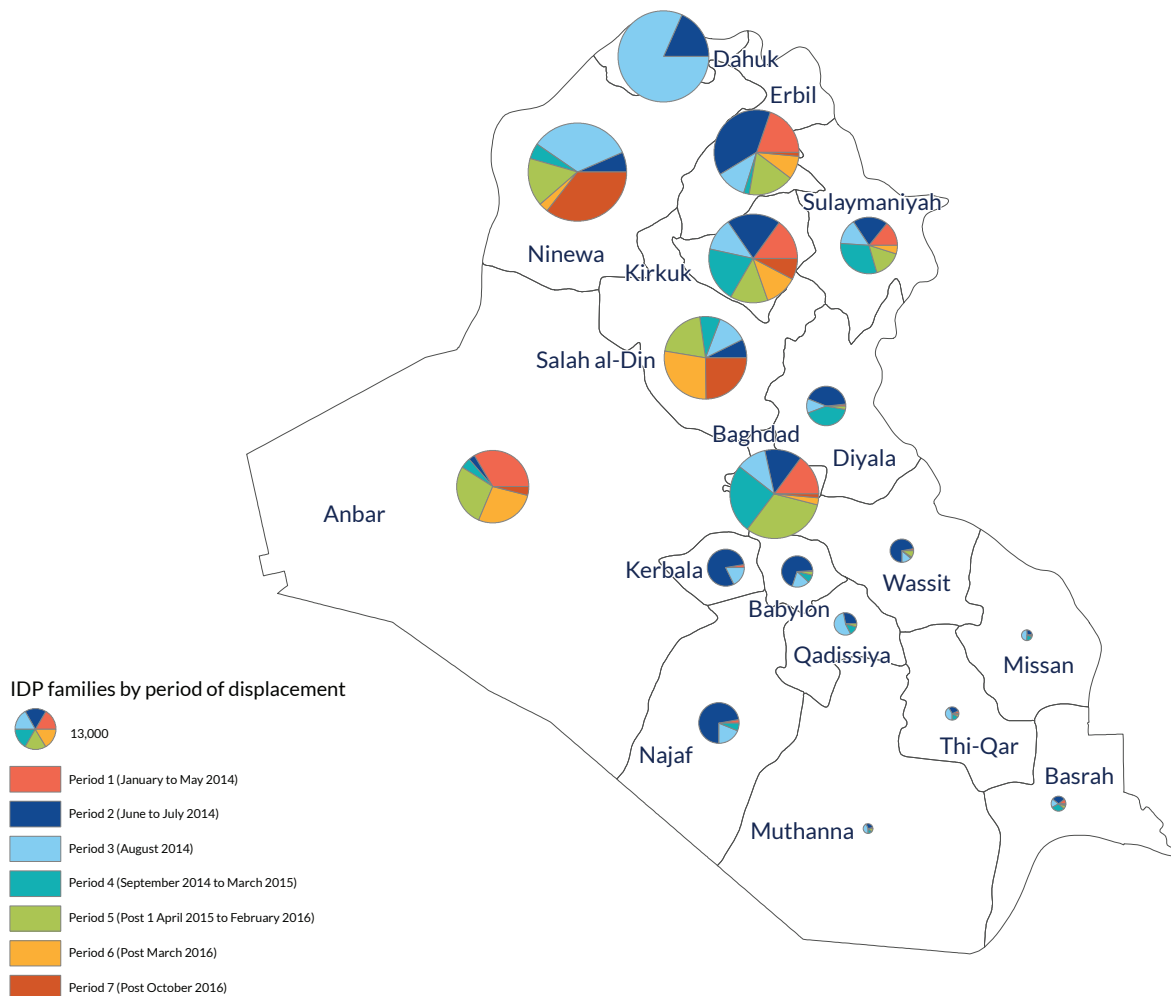 Dahuk
Erbil
Sulaymaniyah
Ninewa
Kirkuk
Salah al-Din
Baghdad
Diyala
Anbar
Kerbala
Wassit
Babylon
Qadissiya
Missan
Najaf
Thi-Qar
Basrah
Muthanna
IDP families by period of displacement
13,000
Period 1 (January to May 2014)
Period 2 (June to July 2014)
Period 3 (August 2014)
Period 4 (September 2014 to March 2015)
Period 5 (Post 1 April 2015 to February 2016)
Period 6 (Post March 2016)
Period 7 (Post October 2016)